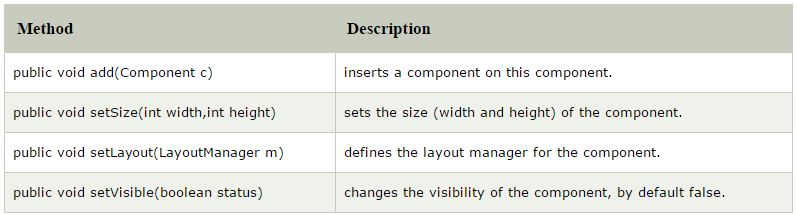 Method Description
public void add(Component c) inserts a component on this component.
public void setSize(int width,int height) sets the size (width and height) of the component.
public void setLayout(LayoutManager m) defines the layout manager for the component.
public void setVisible(boolean status) changes the visibility of the component, by default false.